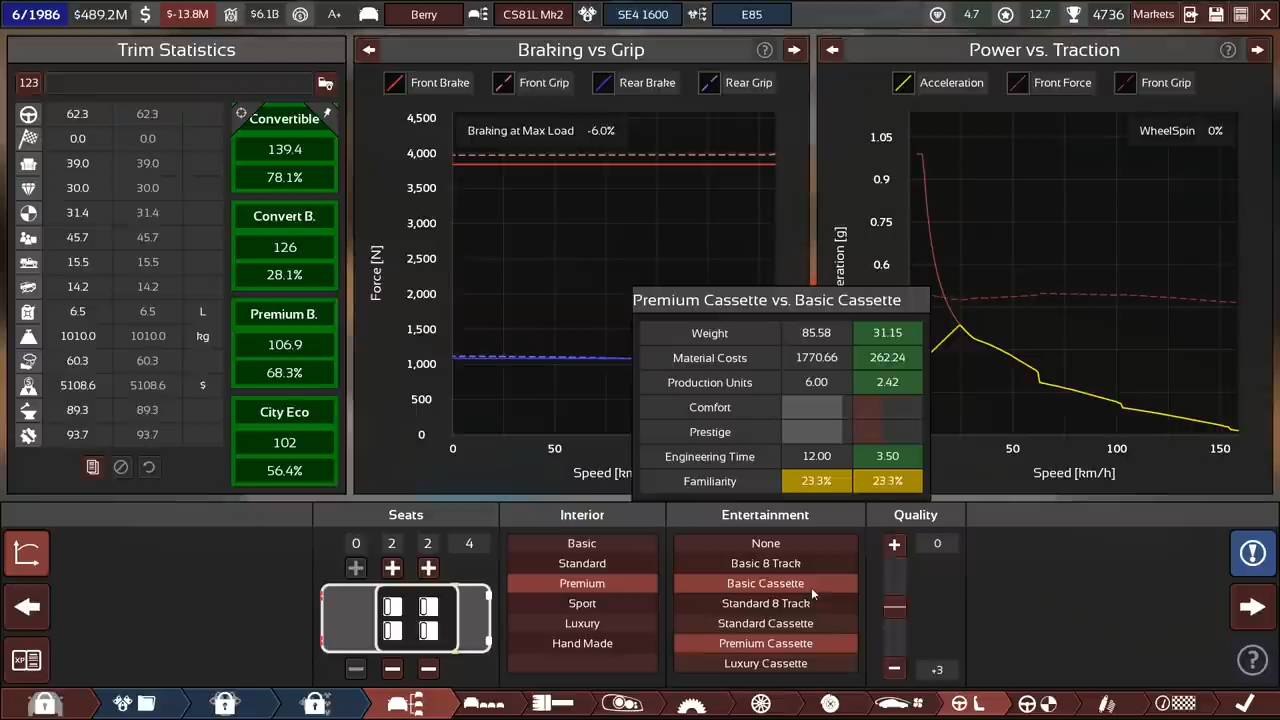 6/1986 $489.2M $-13.8M $6.1B A+ Berry CS81L Mk2 SE4 1600 E85 4.7 12.7 4736 Markets
Trim Statistics
123
62.3 62.3
0.0 0.0
39.0 39.0
30.0 30.0
31.4 31.4
45.7 45.7
15.5 15.5
14.2 14.2
6.5 6.5 L
1010.0 1010.0 kg
60.3 60.3
5108.6 5108.6 $
89.3 89.3
93.7 93.7
Convertible
139.4
78.1%
Convert B.
126
28.1%
Premium B.
106.9
68.3%
City Eco
102
56.4%
Braking vs Grip
Front Brake Front Grip Rear Brake Rear Grip
Braking at Max Load -6.0%
Force [N]
4,500
4,000
3,500
3,000
2,500
2,000
1,500
1,000
500
0
0 50
Speed [k
Power vs. Traction
Acceleration Front Force Front Grip
WheelSpin 0%
eration [g]
1.05
0.9
0.75
0.6
50 100 150
Speed [km/h]
Premium Cassette vs. Basic Cassette
Weight 85.58 31.15
Material Costs 1770.66 262.24
Production Units 6.00 2.42
Comfort
Prestige
Engineering Time 12.00 3.50
Familiarity 23.3% 23.3%
Seats
0 2 2 4
Interior
Basic
Standard
Premium
Sport
Luxury
Hand Made
Entertainment
None
Basic 8 Track
Basic Cassette
Standard 8 Track
Standard Cassette
Premium Cassette
Luxury Cassette
Quality
0
+3
XP